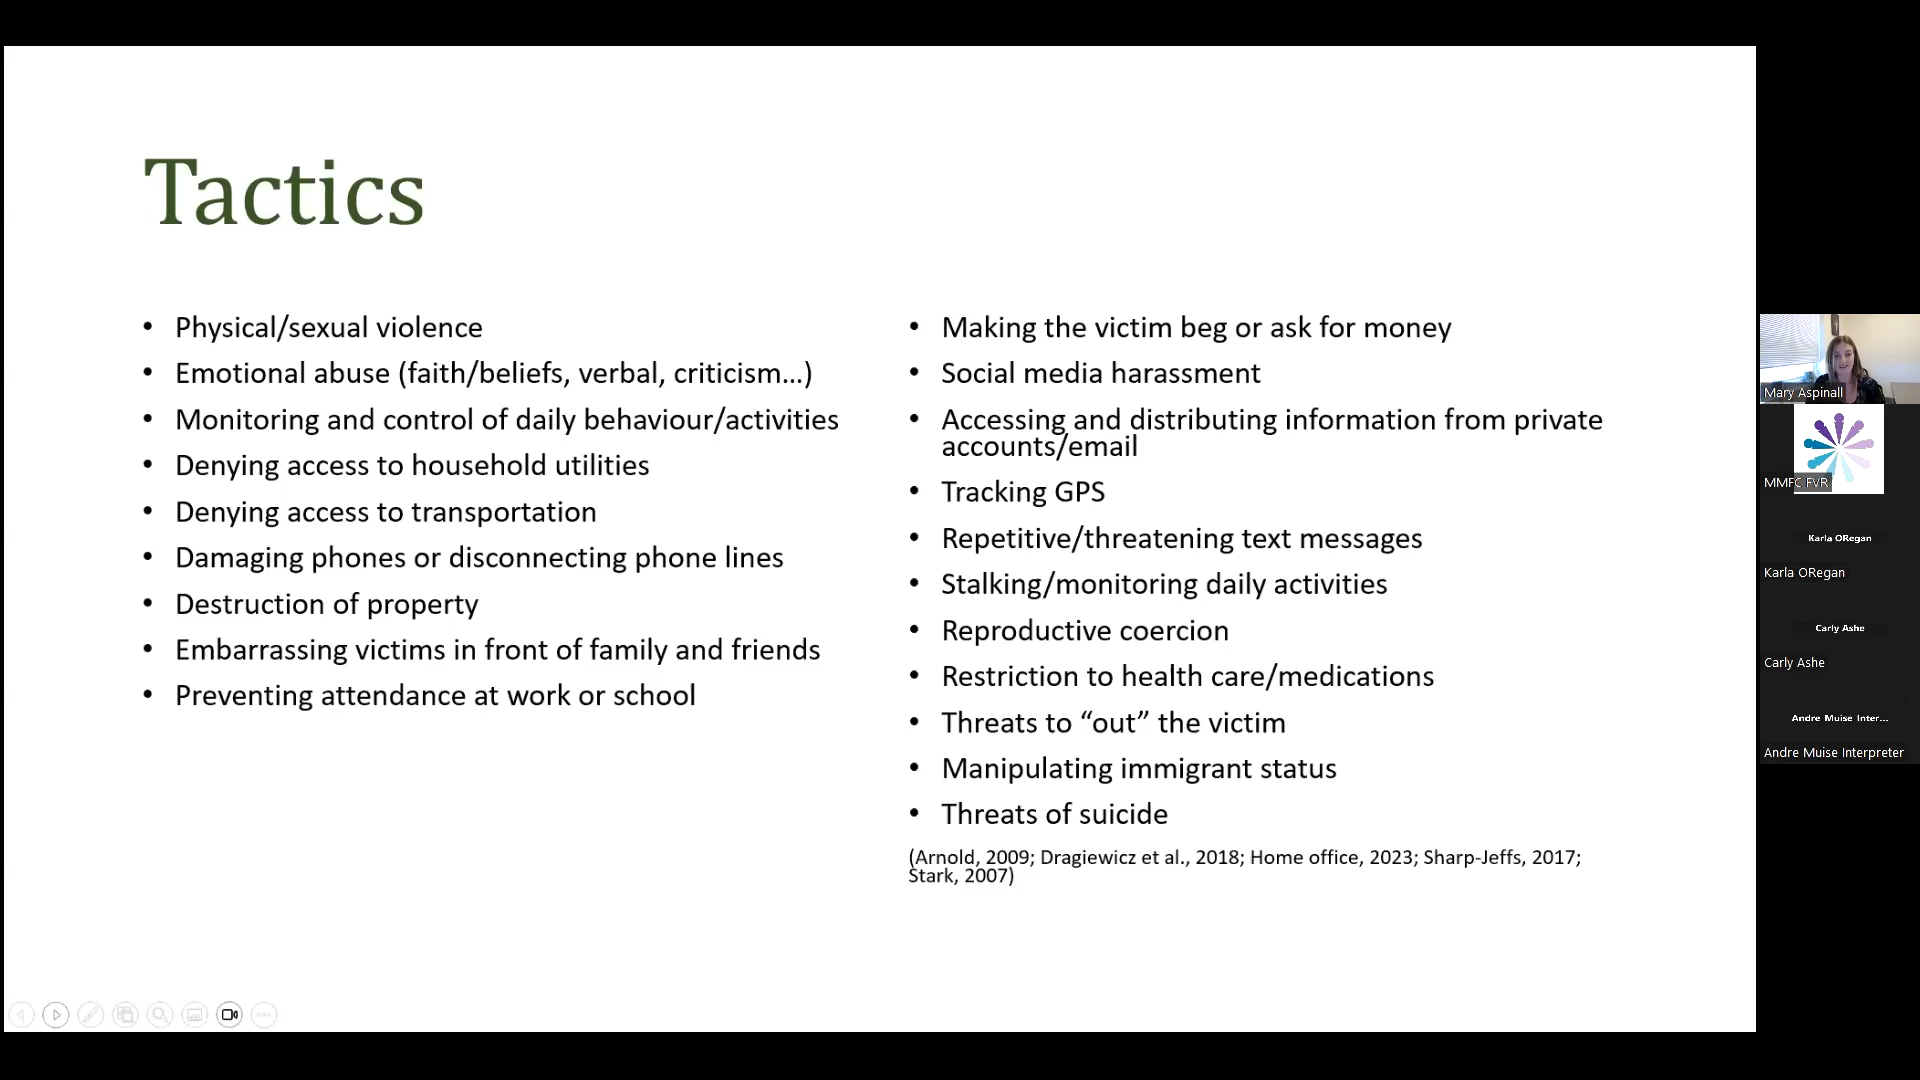 Tactics
• Physical/sexual violence
• Emotional abuse (faith/beliefs, verbal, criticism...)
• Monitoring and control of daily behaviour/activities
• Denying access to household utilities
• Denying access to transportation
• Damaging phones or disconnecting phone lines
• Destruction of property
• Embarrassing victims in front of family and friends
• Preventing attendance at work or school
• Making the victim beg or ask for money
• Social media harassment
• Accessing and distributing information from private
accounts/email
• Tracking GPS
• Repetitive/threatening text messages
• Stalking/monitoring daily activities
• Reproductive coercion
• Restriction to health care/medications
• Threats to “out” the victim
• Manipulating immigrant status
• Threats of suicide
(Arnold, 2009; Dragiewicz et al., 2018; Home office, 2023; Sharp-Jeffs, 2017;
Stark, 2007)
Mary Aspinall
MMFC FVR
Karla ORegan
Karla ORegan
Carly Ashe
Carly Ashe
Andre Muise Inter...
Andre Muise Interpreter